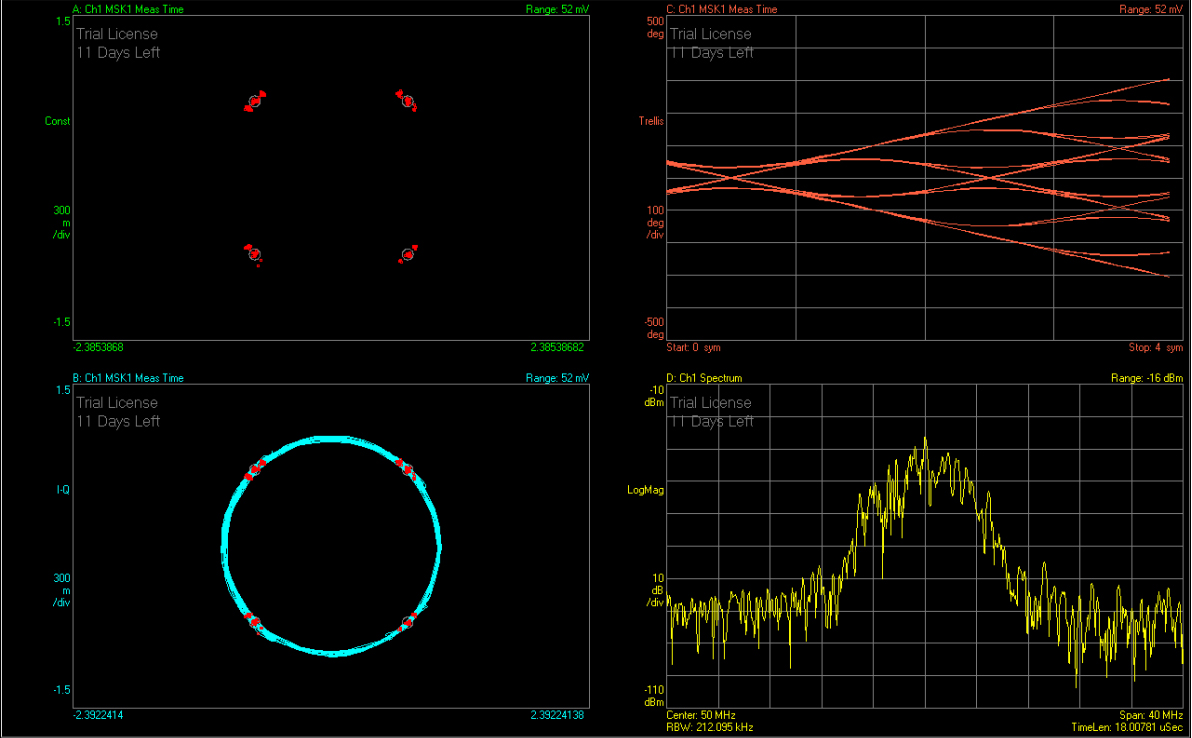 A: Ch1 MSK1 Meas Time
Range: 52 mV
1.5
Trial License
11 Days Left
Const
300
m
/div
-1.5
-2.3853868
2.38538682
C: Ch1 MSK1 Meas Time
Range: 52 mV
500
deg
Trial License
11 Days Left
Trellis
100
deg
/div
-500
deg
Start: 0 sym
Stop: 4 sym
B: Ch1 MSK1 Meas Time
Range: 52 mV
1.5
Trial License
11 Days Left
I-Q
300
m
/div
-1.5
-2.3922414
2.39224138
D: Ch1 Spectrum
Range: -16 dBm
-10
dBm
Trial License
11 Days Left
LogMag
10
dB
/div
-110
dBm
Center: 50 MHz
Span: 40 MHz
RBW: 212.095 kHz
TimeLen: 18.00781 uSec